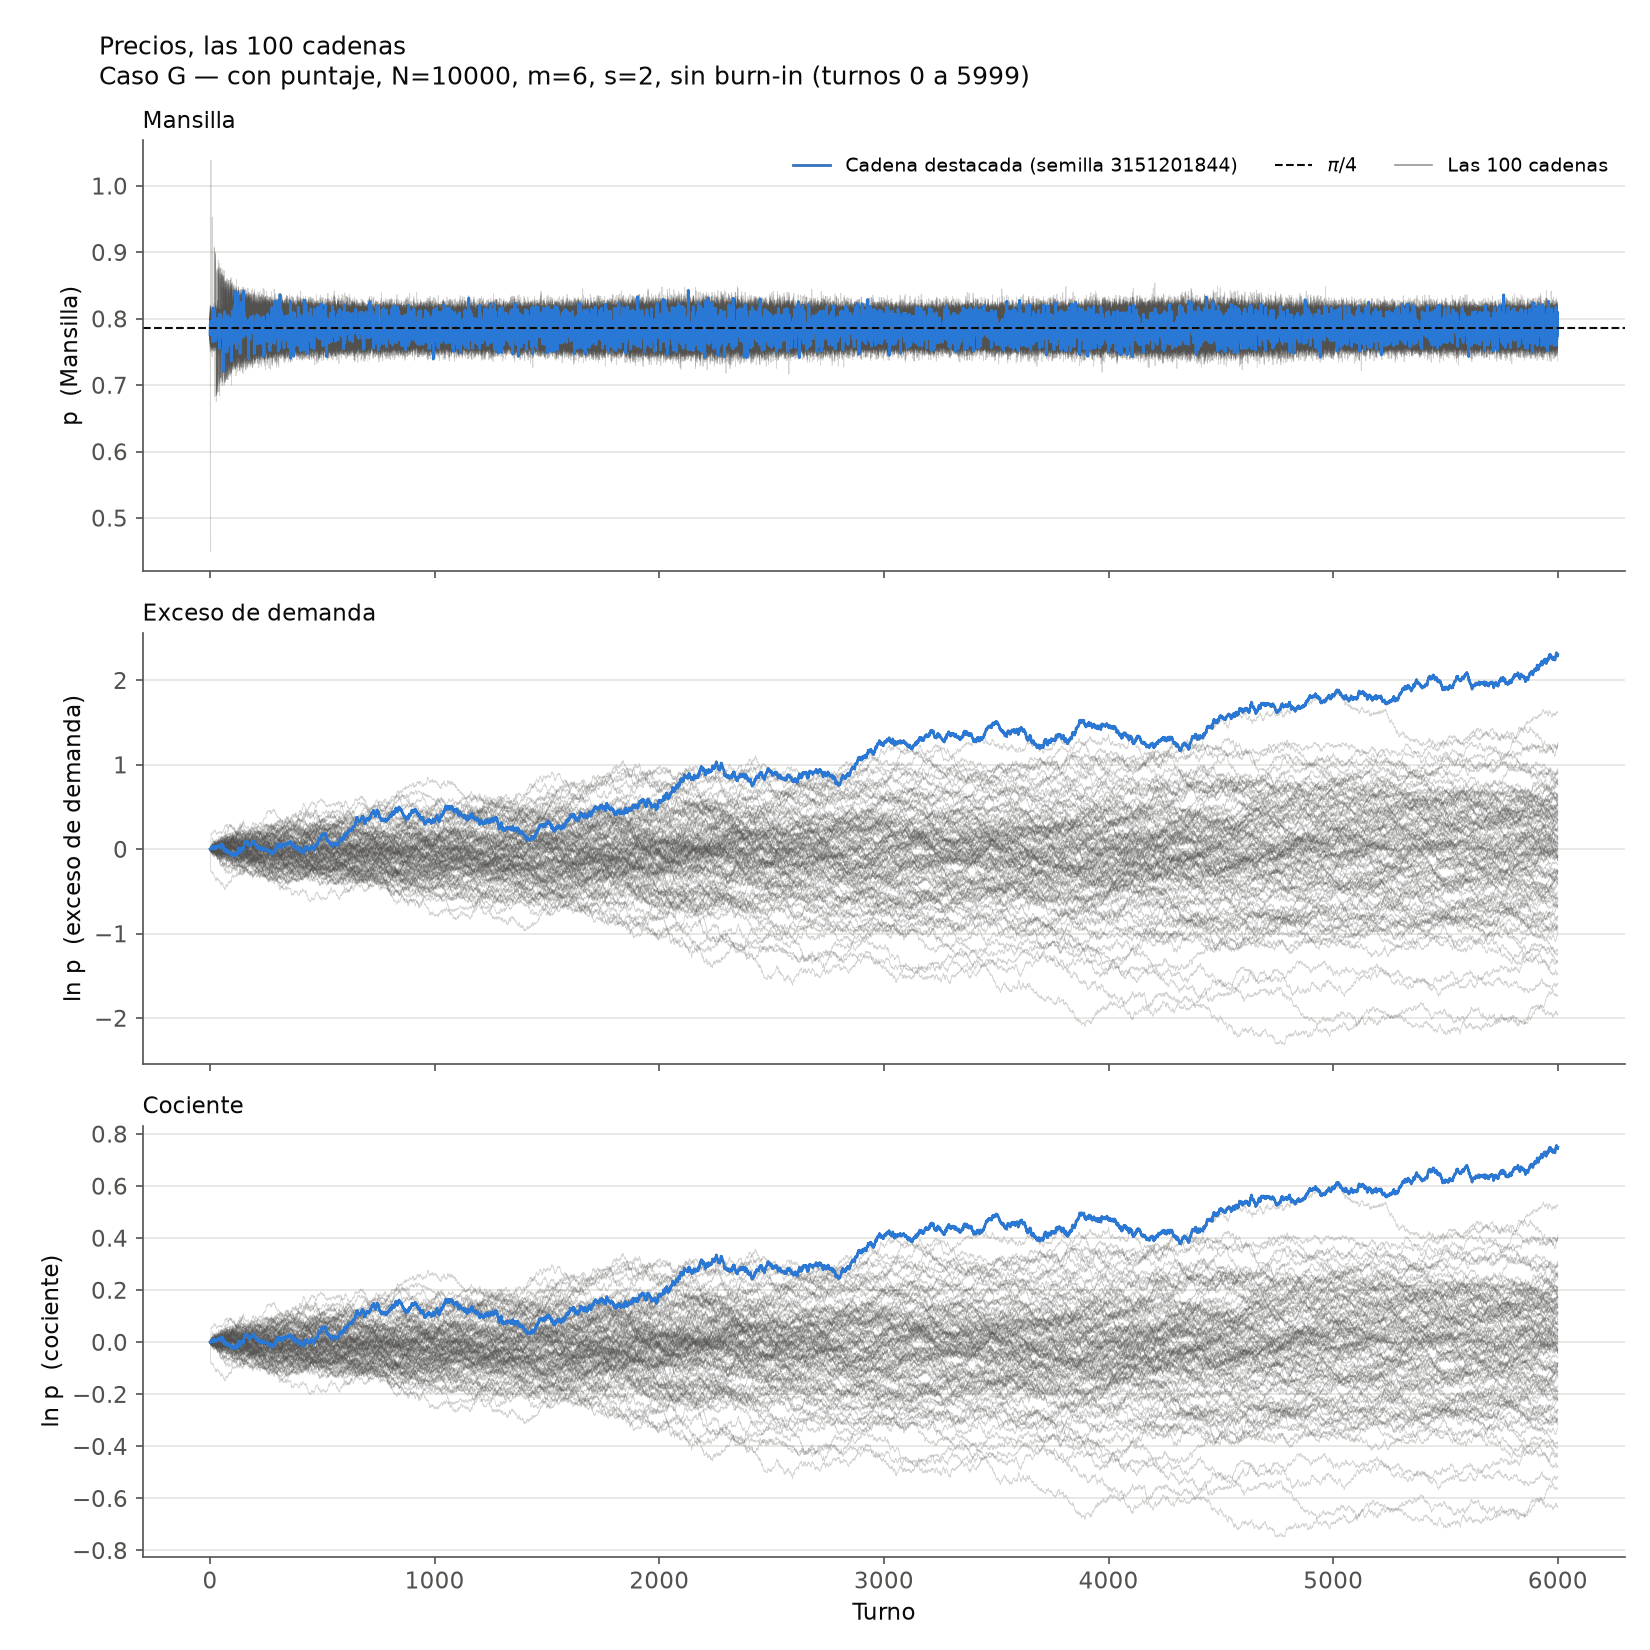 Precios, las 100 cadenas
Caso G — con puntaje, N=10000, m=6, s=2, sin burn-in (turnos 0 a 5999)
Mansilla
Cadena destacada (semilla 3151201844)
π/4
Las 100 cadenas
1.0
0.9
0.8
0.7
0.6
0.5
p (Mansilla)
Exceso de demanda
2
1
0
−1
−2
ln p (exceso de demanda)
Cociente
0.8
0.6
0.4
0.2
0.0
−0.2
−0.4
−0.6
−0.8
ln p (cociente)
0
1000
2000
3000
4000
5000
6000
Turno